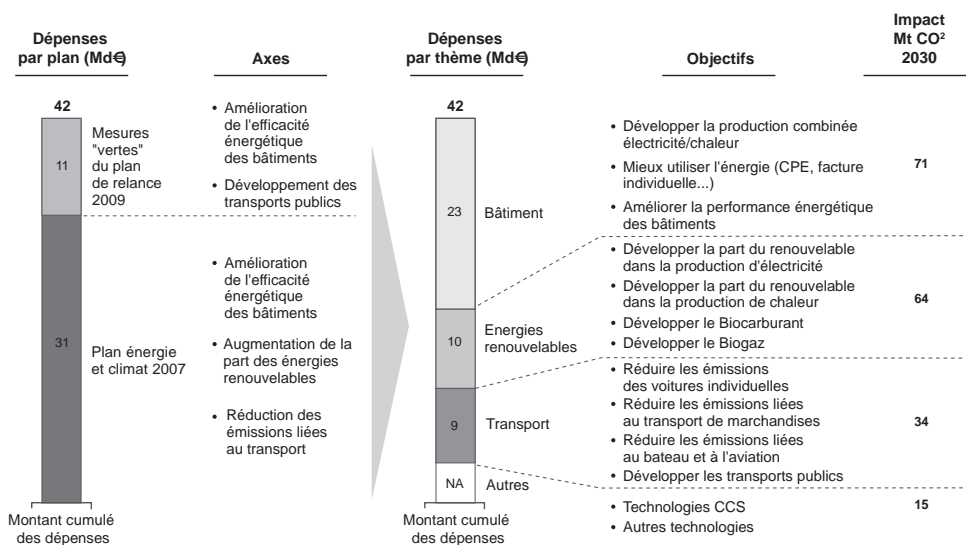 Dépenses
par plan (Md€)
Axes
Dépenses
par thème (Md€)
Objectifs
Impact
Mt CO²
2030
42
11
31
Mesures
"vertes"
du plan
de relance
2009
Plan énergie
et climat 2007
Montant cumulé
des dépenses
• Amélioration
de l'efficacité
énergétique
des bâtiments
• Développement des
transports publics
• Amélioration
de l'efficacité
énergétique
des bâtiments
• Augmentation de la
part des énergies
renouvelables
• Réduction des
émissions liées
au transport
42
23
Bâtiment
10
Energies
renouvelables
9
Transport
NA
Autres
Montant cumulé
des dépenses
• Développer la production combinée
électricité/chaleur
• Mieux utiliser l'énergie (CPE, facture
individuelle...)
• Améliorer la performance énergétique
des bâtiments
71
• Développer la part du renouvelable
dans la production d'électricité
• Développer la part du renouvelable
dans la production de chaleur
• Développer le Biocarburant
• Développer le Biogaz
64
• Réduire les émissions
des voitures individuelles
• Réduire les émissions liées
au transport de marchandises
• Réduire les émissions liées
au bateau et à l'aviation
• Développer les transports publics
34
• Technologies CCS
• Autres technologies
15